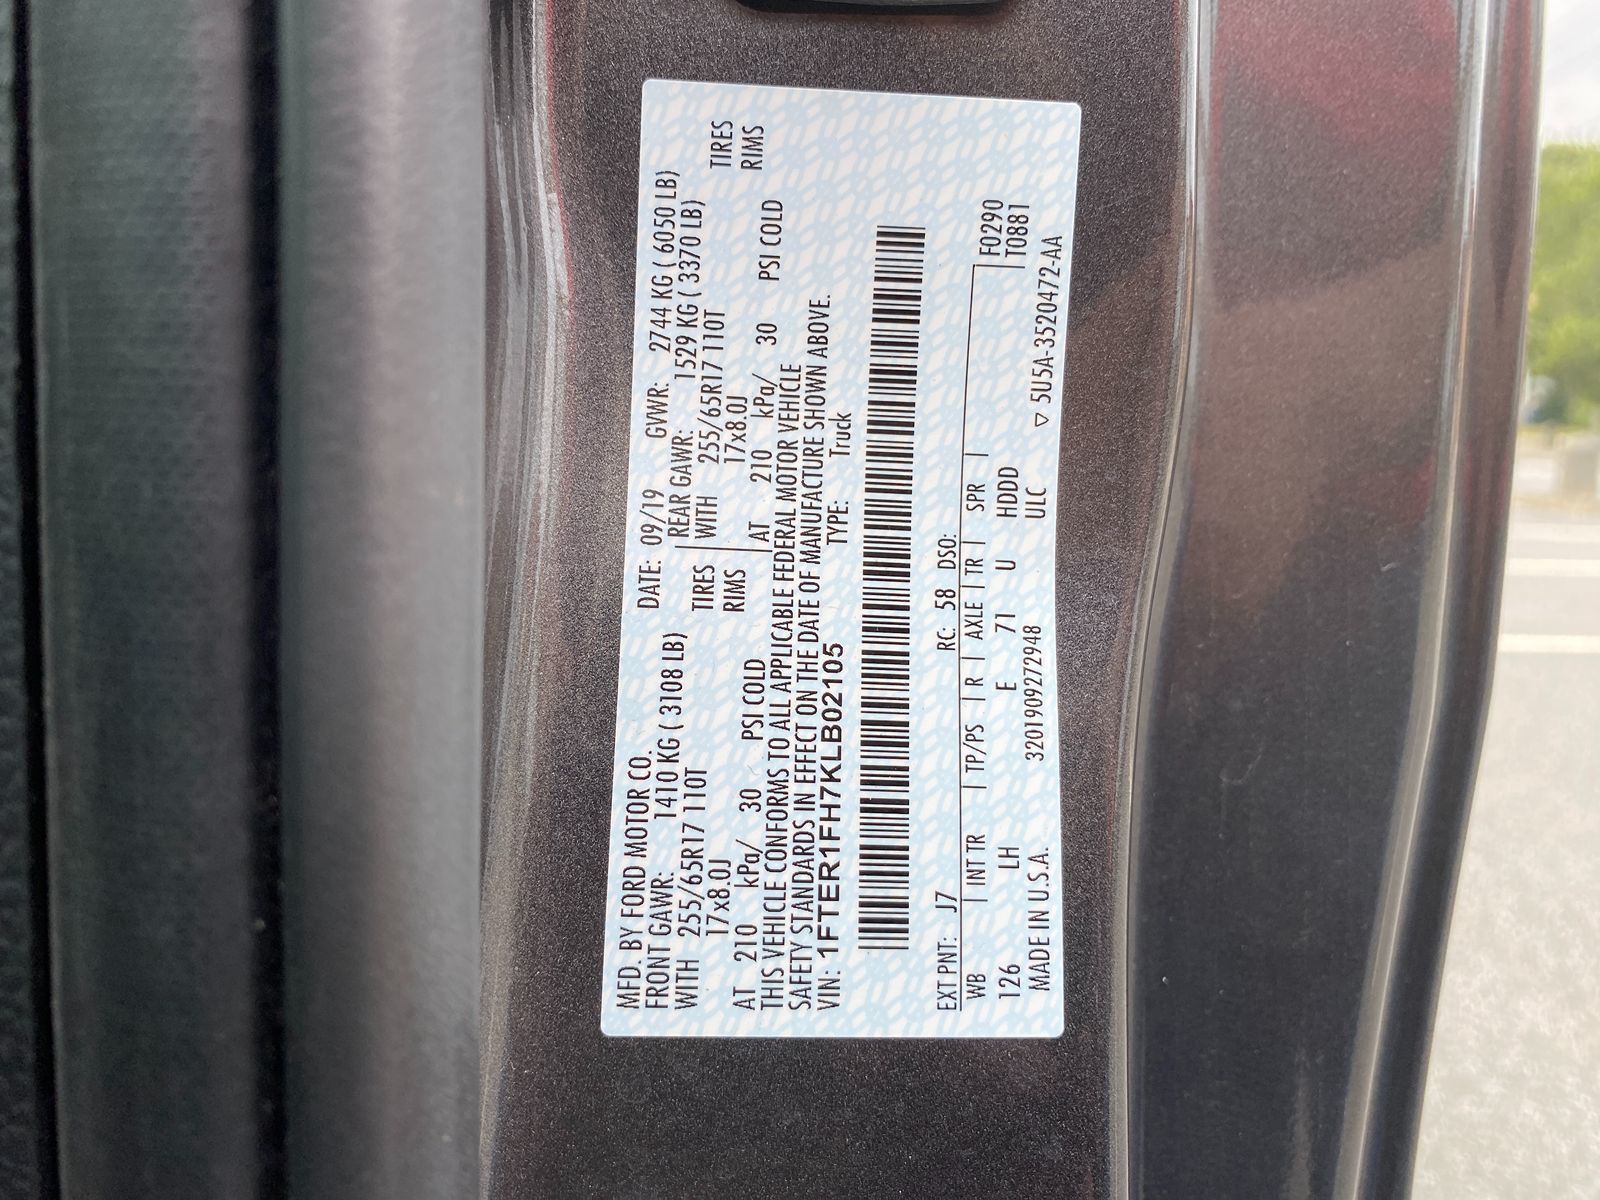 MFD. BY FORD MOTOR CO. DATE: 09/19 GVWR: 2744 KG ( 6050 LB)
FRONT GAWR: 1410 KG ( 3108 LB) REAR GAWR: 1529 KG ( 3370 LB)
WITH 255/65R17 110T TIRES WITH 255/65R17 110T TIRES
17x8.0J RIMS 17x8.0J RIMS
AT 210 kPa/ 30 PSI COLD AT 210 kPa/ 30 PSI COLD
THIS VEHICLE CONFORMS TO ALL APPLICABLE FEDERAL MOTOR VEHICLE
SAFETY STANDARDS IN EFFECT ON THE DATE OF MANUFACTURE SHOWN ABOVE.
VIN: 1FTER1FH7KLB02105 TYPE: Truck
EXT PNT: J7 RC: 58 DSO:
WB INT TR TP/PS R AXLE TR SPR F0290
126 LH E 71 U HDDD T0881
MADE IN U.S.A. 3201909272948 ULC ▽ 5U5A-3520472-AA